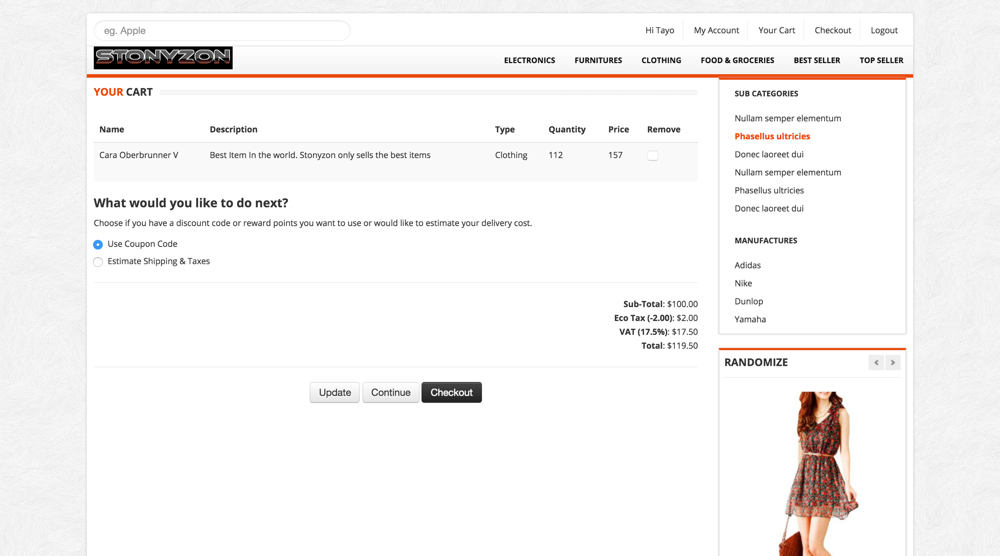 eg. Apple
Hi Tayo
My Account
Your Cart
Checkout
Logout
STONYZON
ELECTRONICS
FURNITURES
CLOTHING
FOOD & GROCERIES
BEST SELLER
TOP SELLER
YOUR CART
Name Description Type Quantity Price Remove
Cara Oberbrunner V Best Item In the world. Stonyzon only sells the best items Clothing 112 157
What would you like to do next?
Choose if you have a discount code or reward points you want to use or would like to estimate your delivery cost.
Use Coupon Code
Estimate Shipping & Taxes
Sub-Total: $100.00
Eco Tax (-2.00): $2.00
VAT (17.5%): $17.50
Total: $119.50
Update
Continue
Checkout
SUB CATEGORIES
Nullam semper elementum
Phasellus ultricies
Donec laoreet dui
Nullam semper elementum
Phasellus ultricies
Donec laoreet dui
MANUFACTURES
Adidas
Nike
Dunlop
Yamaha
RANDOMIZE